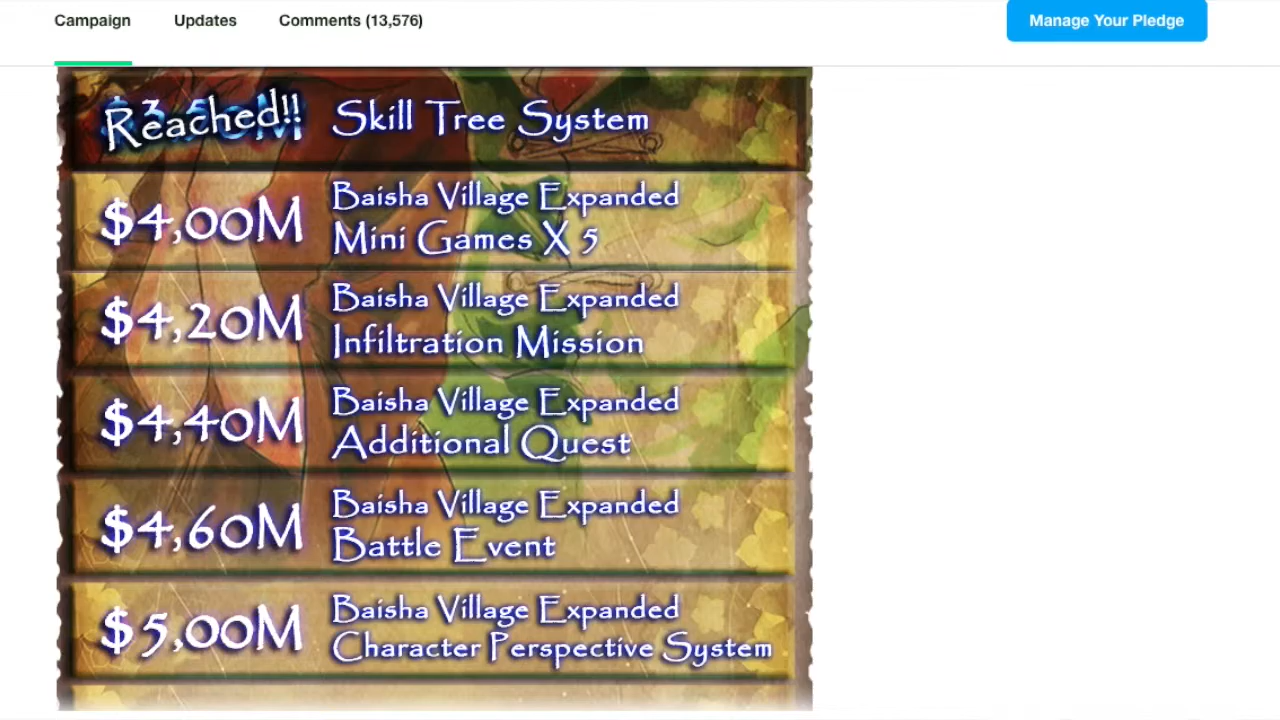 Campaign Updates Comments (13,576) Manage Your Pledge
Reached!! Skill Tree System
Baisha Village Expanded
$4,00M Mini Games X 5
Baisha Village Expanded
$4,20M Infiltration Mission
Baisha Village Expanded
$4,40M Additional Quest
Baisha Village Expanded
$4,60M Battle Event
Baisha Village Expanded
$5,00M Character Perspective System